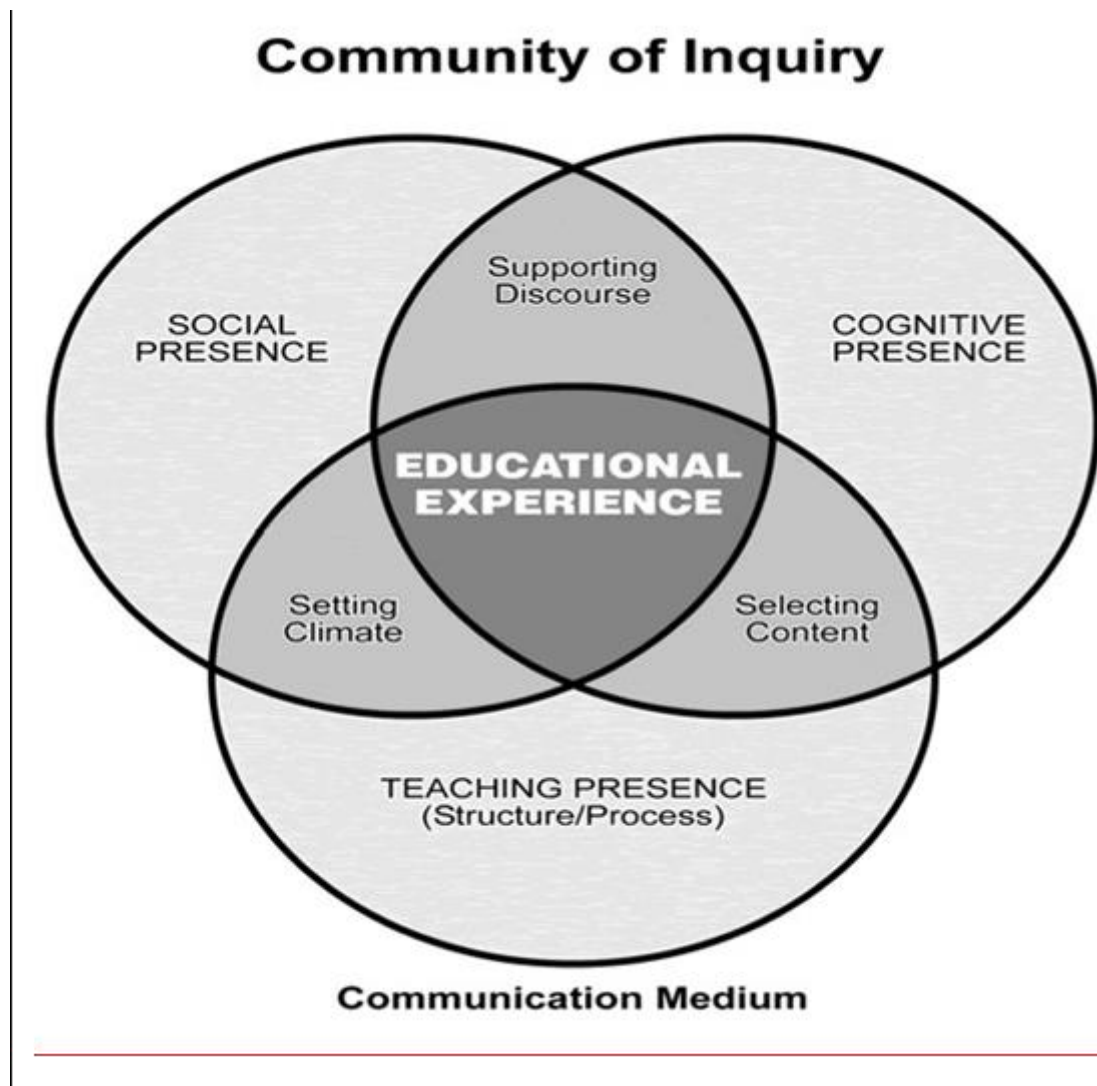 Community of Inquiry
Supporting
Discourse
SOCIAL
PRESENCE
COGNITIVE
PRESENCE
EDUCATIONAL
EXPERIENCE
Setting
Climate
Selecting
Content
TEACHING PRESENCE
(Structure/Process)
Communication Medium